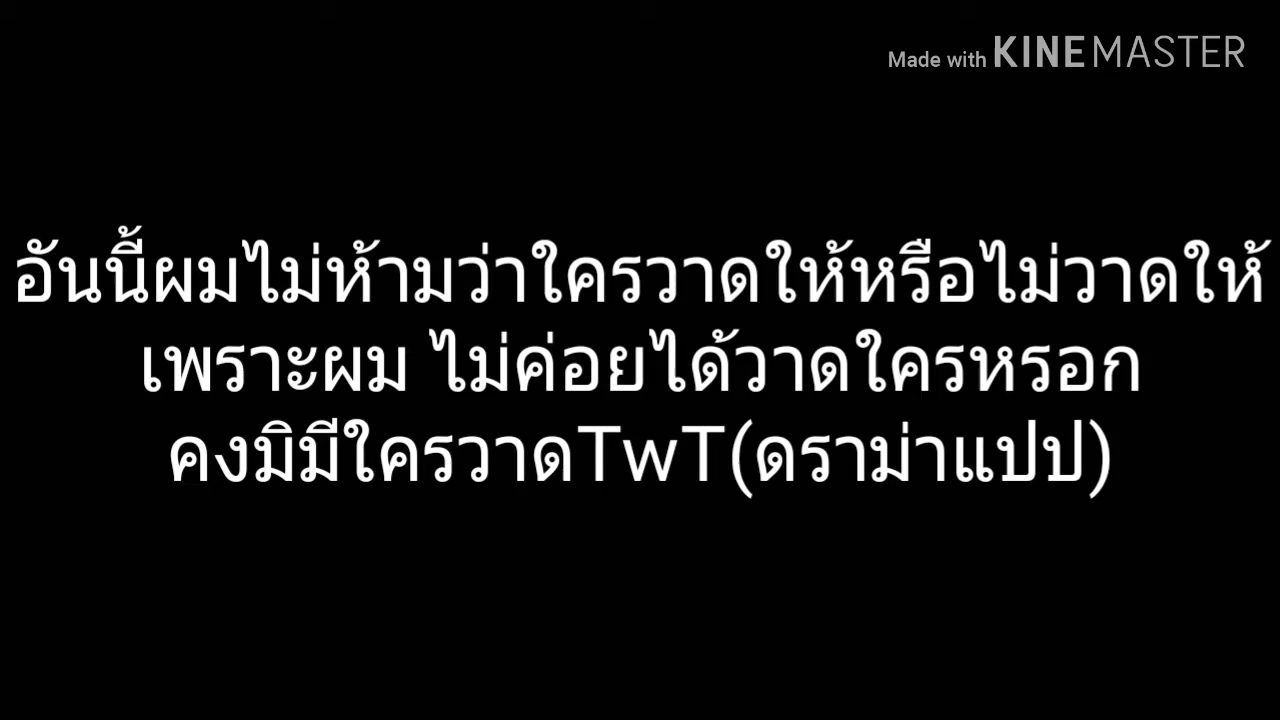 Made with KINEMASTER
อันนี้ผมไม่ห้ามว่าใครวาดให้หรือไม่วาดให้
เพราะผม ไม่ค่อยได้วาดใครหรอก
คงมิมีใครวาดTwT(ดราม่าแปป)